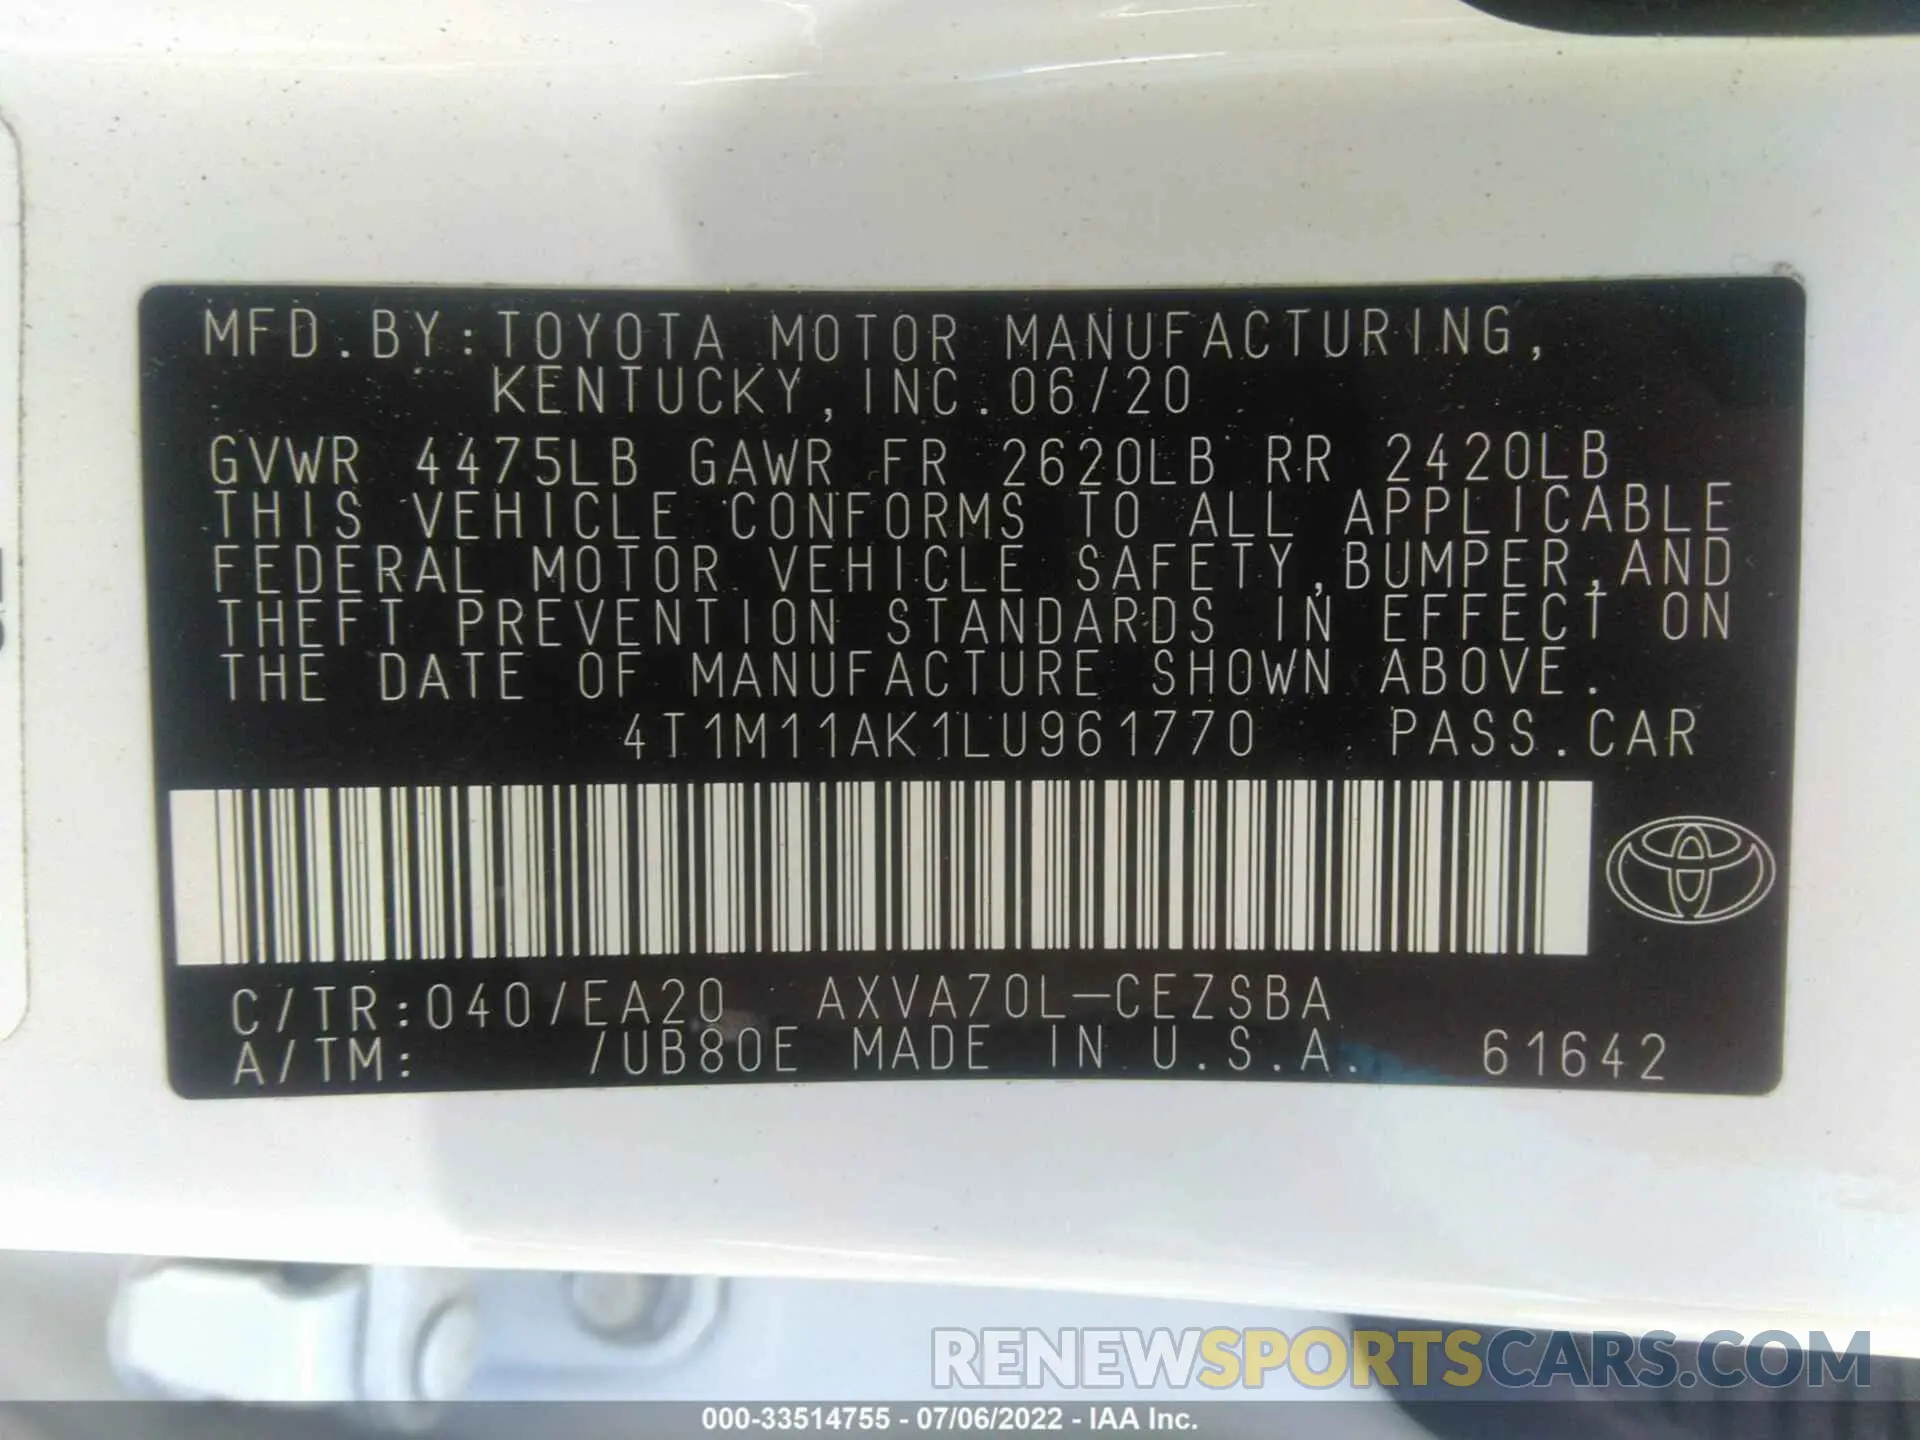 MFD.BY:TOYOTA MOTOR MANUFACTURING,
KENTUCKY,INC.06/20
GVWR 4475LB GAWR FR 2620LB RR 2420LB
THIS VEHICLE CONFORMS TO ALL APPLICABLE
FEDERAL MOTOR VEHICLE SAFETY,BUMPER,AND
THEFT PREVENTION STANDARDS IN EFFECT ON
THE DATE OF MANUFACTURE SHOWN ABOVE.
4T1M11AK1LU961770 PASS.CAR
C/TR:040/EA20 AXVA70L-CEZSBA
A/TM: /UB80E MADE IN U.S.A. 61642
RENEWSPORTSCARS.COM
000-33514755 - 07/06/2022 - IAA Inc.